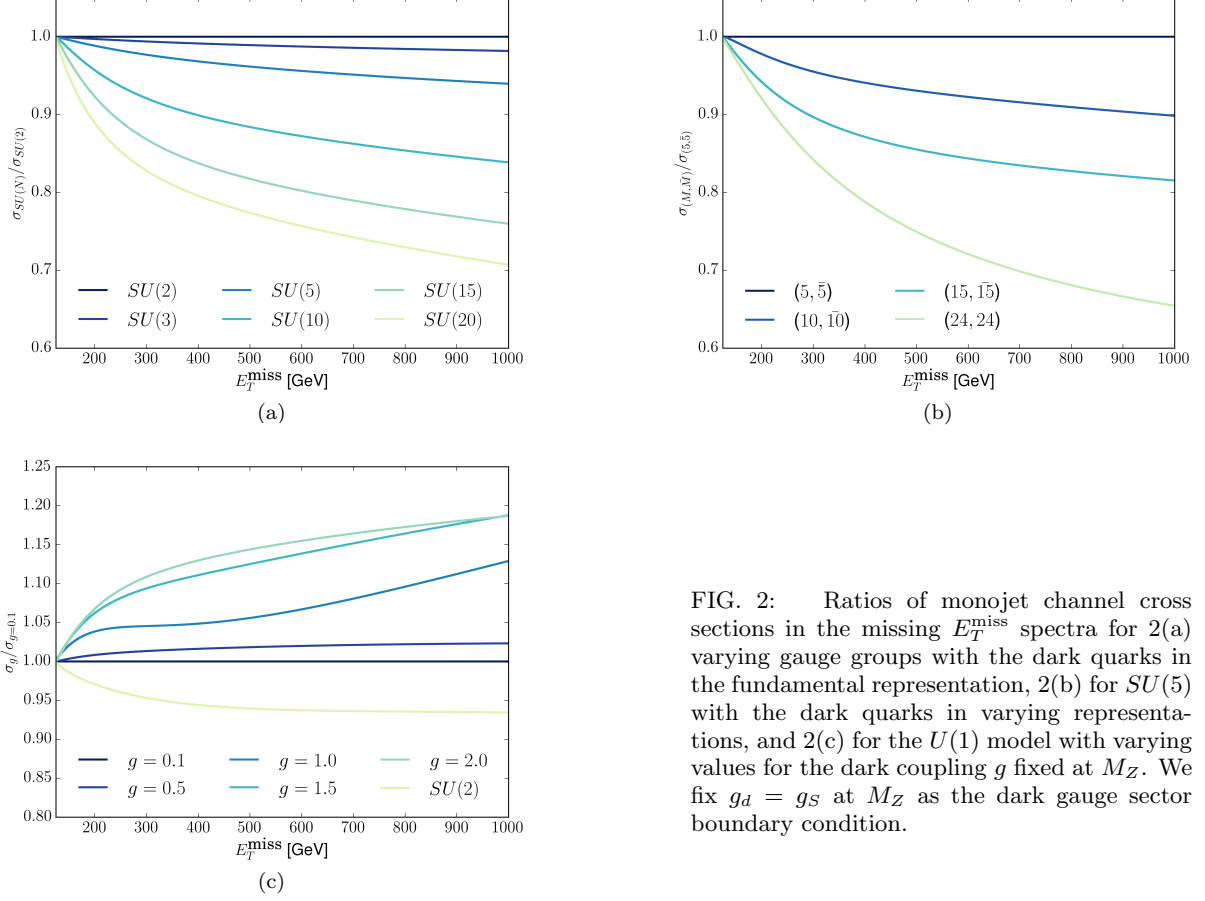 1.0
0.9
0.8
0.7
0.6
σ_{SU(N)}/σ_{SU(2)}
SU(2) SU(5) SU(15)
SU(3) SU(10) SU(20)
200 300 400 500 600 700 800 900 1000
E_T^{miss} [GeV]
(a)
1.0
0.9
0.8
0.7
0.6
σ_{(M,M̄)}/σ_{(5,5̄)}
(5, 5̄) (15, 1̄5)
(10, 1̄0) (24, 24)
200 300 400 500 600 700 800 900 1000
E_T^{miss} [GeV]
(b)
1.25
1.20
1.15
1.10
1.05
1.00
0.95
0.90
0.85
0.80
σ_g/σ_{g=0.1}
g = 0.1 g = 1.0 g = 2.0
g = 0.5 g = 1.5 SU(2)
200 300 400 500 600 700 800 900 1000
E_T^{miss} [GeV]
(c)
FIG. 2: Ratios of monojet channel cross
sections in the missing E_T^{miss} spectra for 2(a)
varying gauge groups with the dark quarks in
the fundamental representation, 2(b) for SU(5)
with the dark quarks in varying representa-
tions, and 2(c) for the U(1) model with varying
values for the dark coupling g fixed at M_Z. We
fix g_d = g_S at M_Z as the dark gauge sector
boundary condition.